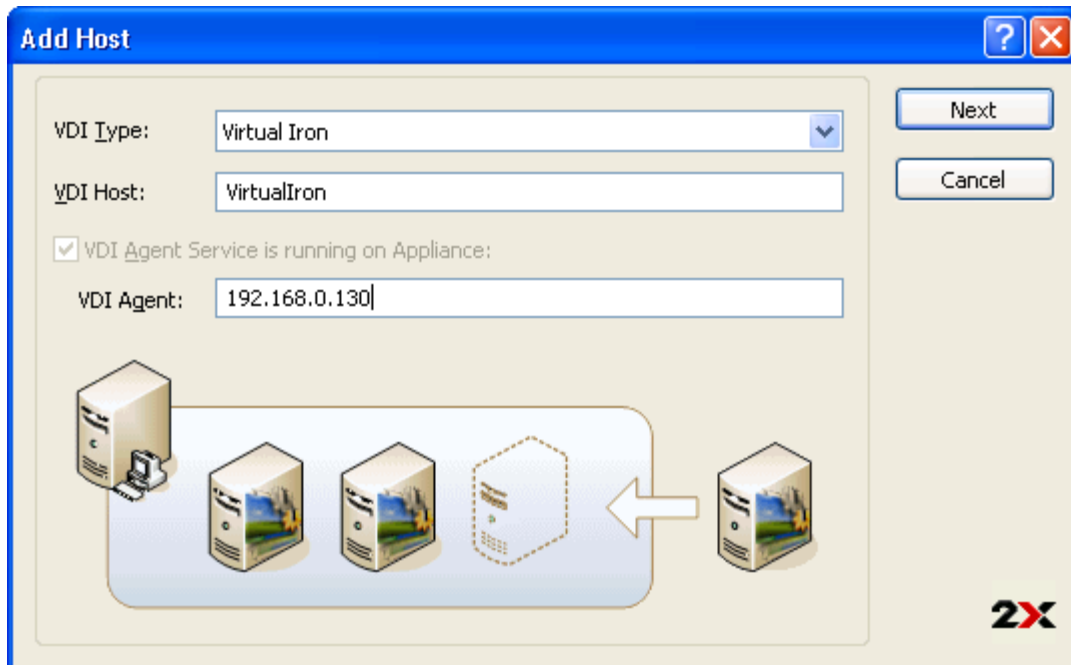 Add Host
VDI Type: Virtual Iron
Next
VDI Host: VirtualIron
Cancel
VDI Agent Service is running on Appliance:
VDI Agent: 192.168.0.130
2X